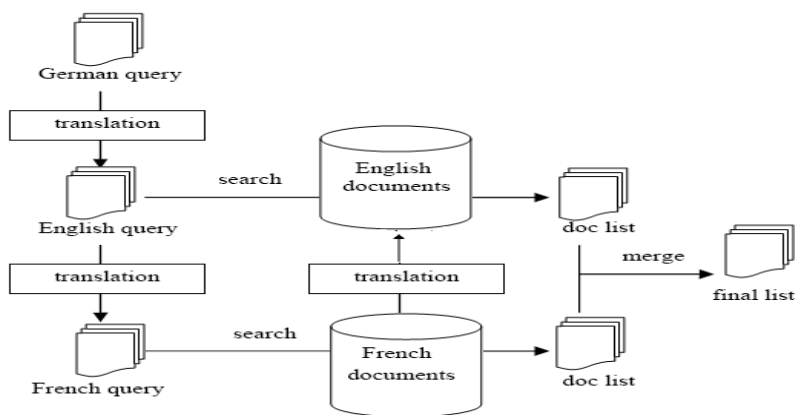 German query
translation
English
documents
search
English query
doc list
translation
translation
merge
final list
search
French
documents
French query
doc list